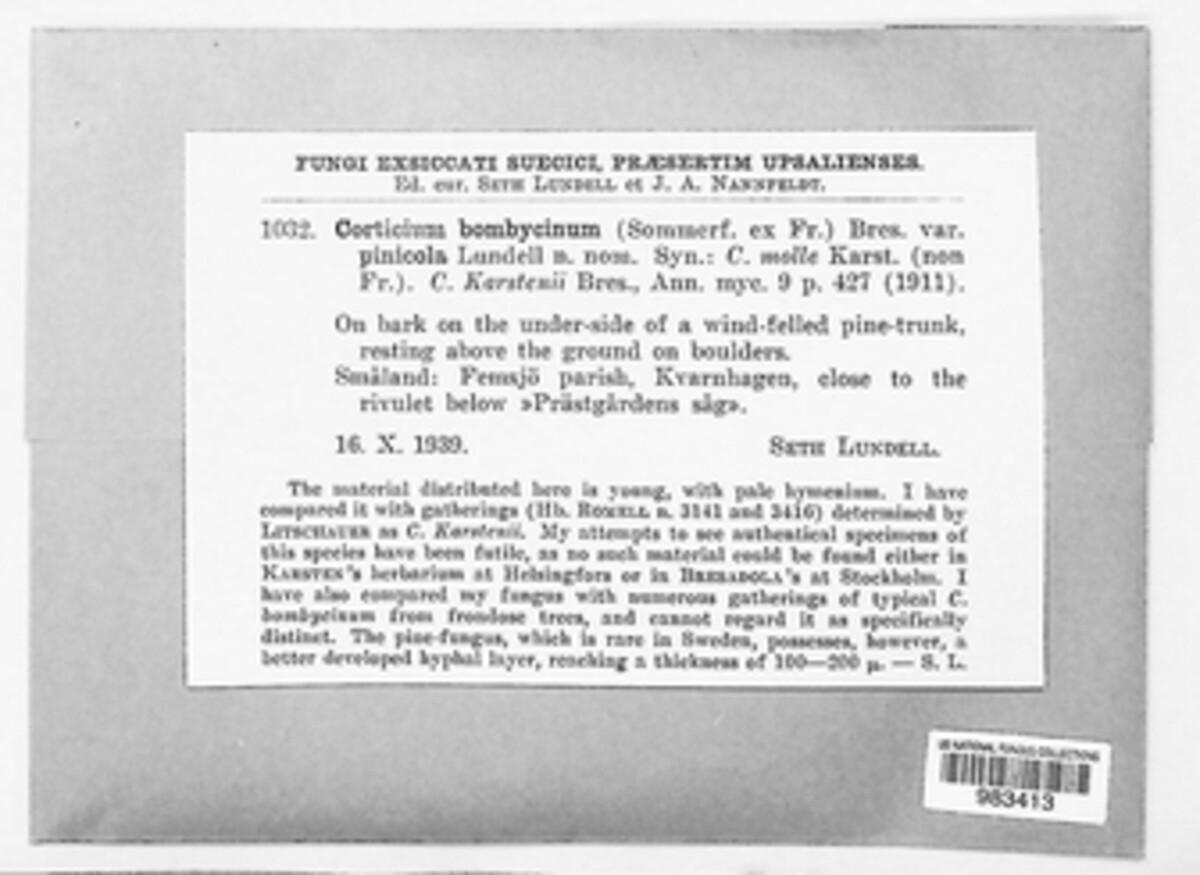 FUNGI EXSICCATI SUECICI, PRÆSERTIM UPSALIENSES.
Ed. cur. SETH LUNDELL et J. A. NANNFELDT.
1032. Corticium bombycinum (Sommerf. ex Fr.) Bres. var.
pinicola Lundell n. nom. Syn.: C. molle Karst. (non
Fr.). C. Karstenii Bres., Ann. myc. 9 p. 427 (1911).
On bark on the under-side of a wind-felled pine-trunk,
resting above the ground on boulders.
Småland: Femsjö parish, Kvarnhagen, close to the
rivulet below »Prästgårdens såg».
16. X. 1939. SETH LUNDELL.
The material distributed here is young, with pale hymenium. I have
compared it with gatherings (Hb. ROMELL n. 3141 and 3416) determined by
LITSCHAUER as C. Karstenii. My attempts to see authentical specimens of
this species have been futile, as no such material could be found either in
KARSTEN's herbarium at Helsingfors or in BRESADOLA's at Stockholm. I
have also compared my fungus with numerous gatherings of typical C.
bombycinum from frondose trees, and cannot regard it as specifically
distinct. The pine-fungus, which is rare in Sweden, possesses, however, a
better developed hyphal layer, reaching a thickness of 100—200 µ. — S. L.
US NATIONAL FUNGUS COLLECTIONS
983413